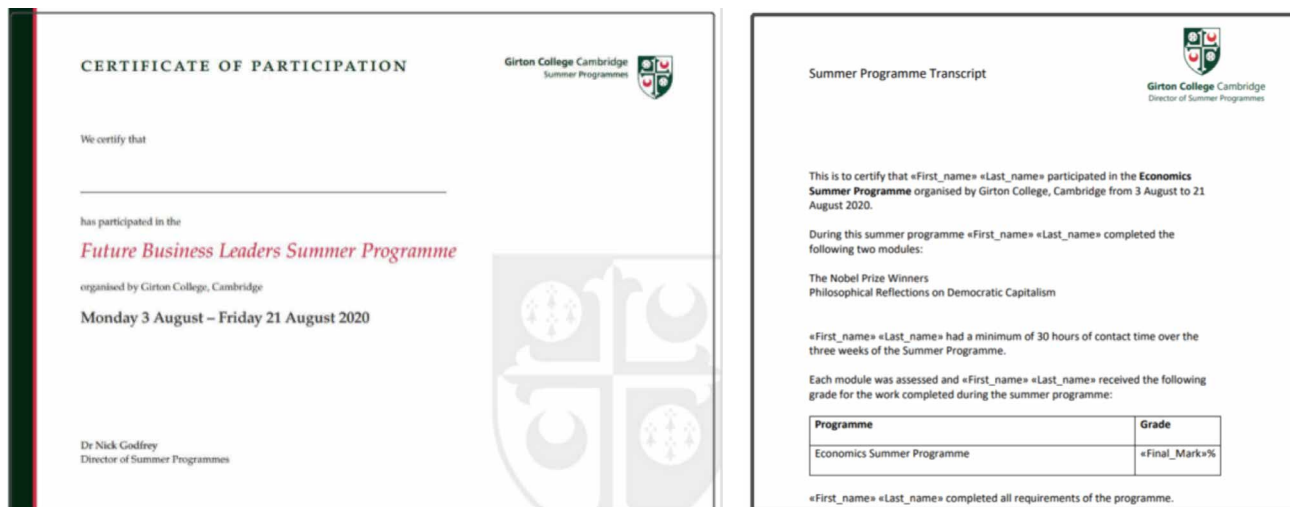 CERTIFICATE OF PARTICIPATION
Girton College Cambridge
Summer Programmes
We certify that
has participated in the
Future Business Leaders Summer Programme
organised by Girton College, Cambridge
Monday 3 August – Friday 21 August 2020
Dr Nick Godfrey
Director of Summer Programmes
Summer Programme Transcript
Girton College Cambridge
Director of Summer Programmes
This is to certify that «First_name» «Last_name» participated in the Economics
Summer Programme organised by Girton College, Cambridge from 3 August to 21
August 2020.
During this summer programme «First_name» «Last_name» completed the
following two modules:
The Nobel Prize Winners
Philosophical Reflections on Democratic Capitalism
«First_name» «Last_name» had a minimum of 30 hours of contact time over the
three weeks of the Summer Programme.
Each module was assessed and «First_name» «Last_name» received the following
grade for the work completed during the summer programme:
Programme Grade
Economics Summer Programme «Final_Mark»%
«First_name» «Last_name» completed all requirements of the programme.